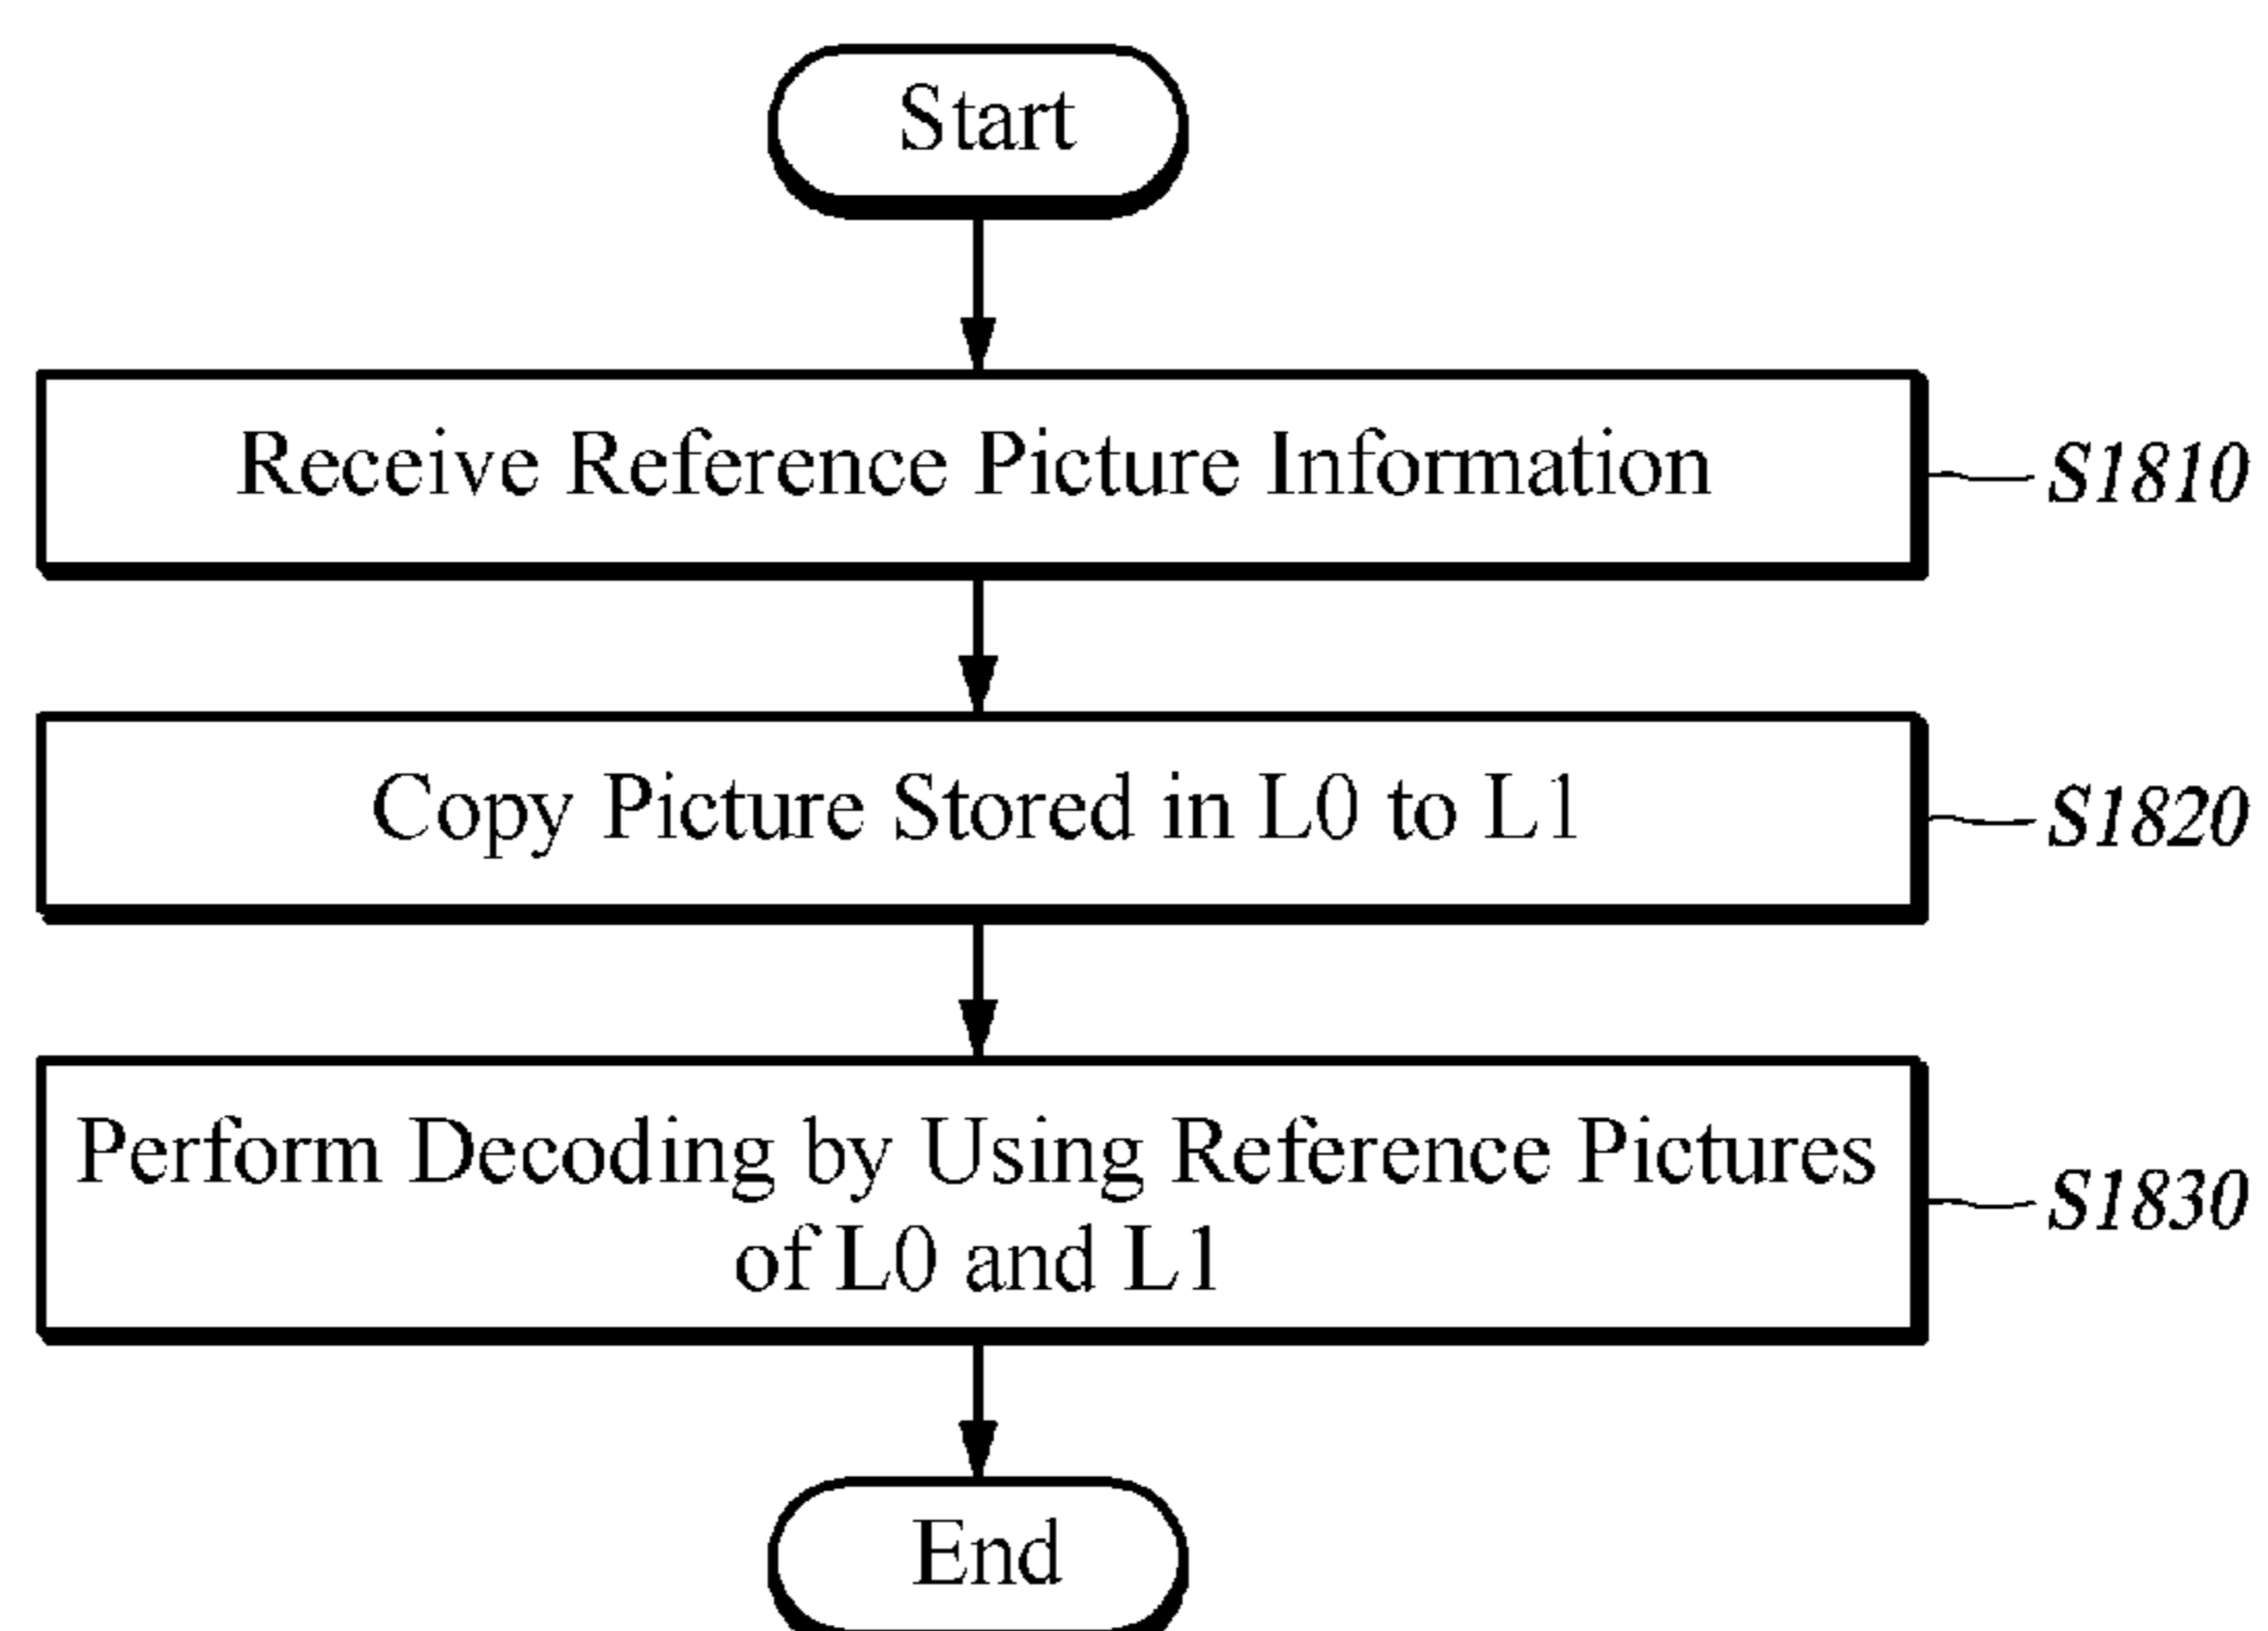 Start
Receive Reference Picture Information
S1810
Copy Picture Stored in L0 to L1
S1820
Perform Decoding by Using Reference Pictures
of L0 and L1
S1830
End